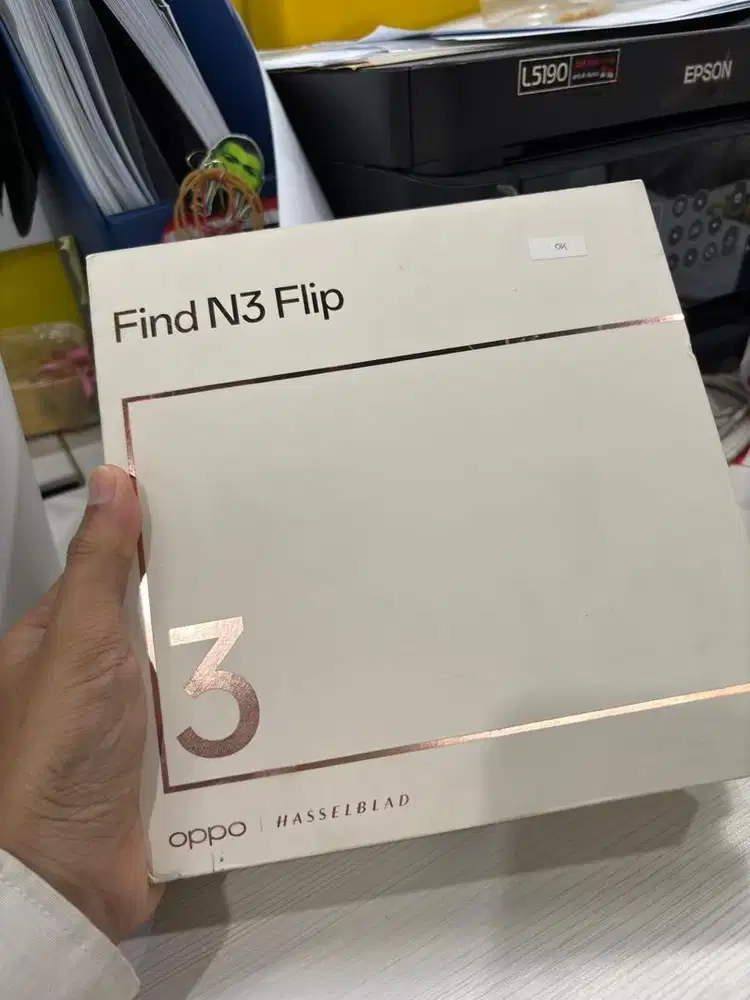 L5190
EPSON
OK
Find N3 Flip
3
oppo | HASSELBLAD